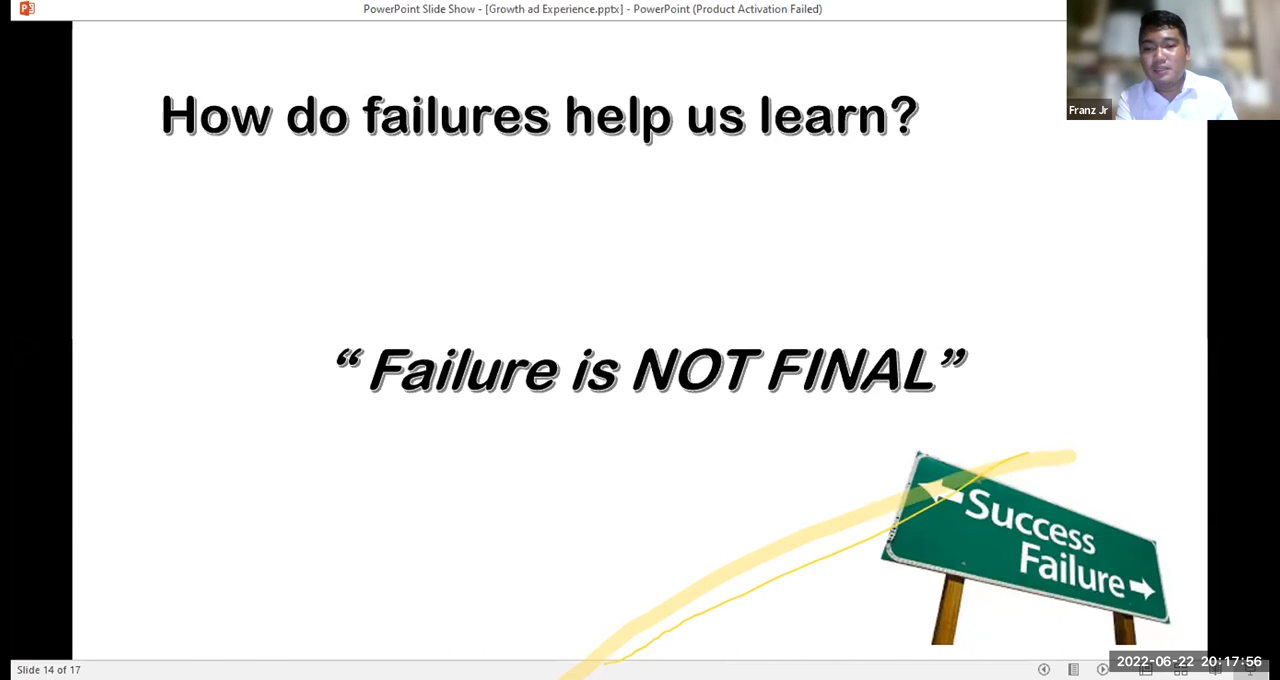 PowerPoint Slide Show - [Growth ad Experience.pptx] - PowerPoint (Product Activation Failed)
Franz Jr
How do failures help us learn?
“ Failure is NOT FINAL”
Success
Failure
Slide 14 of 17
2022-06-22 20:17:56